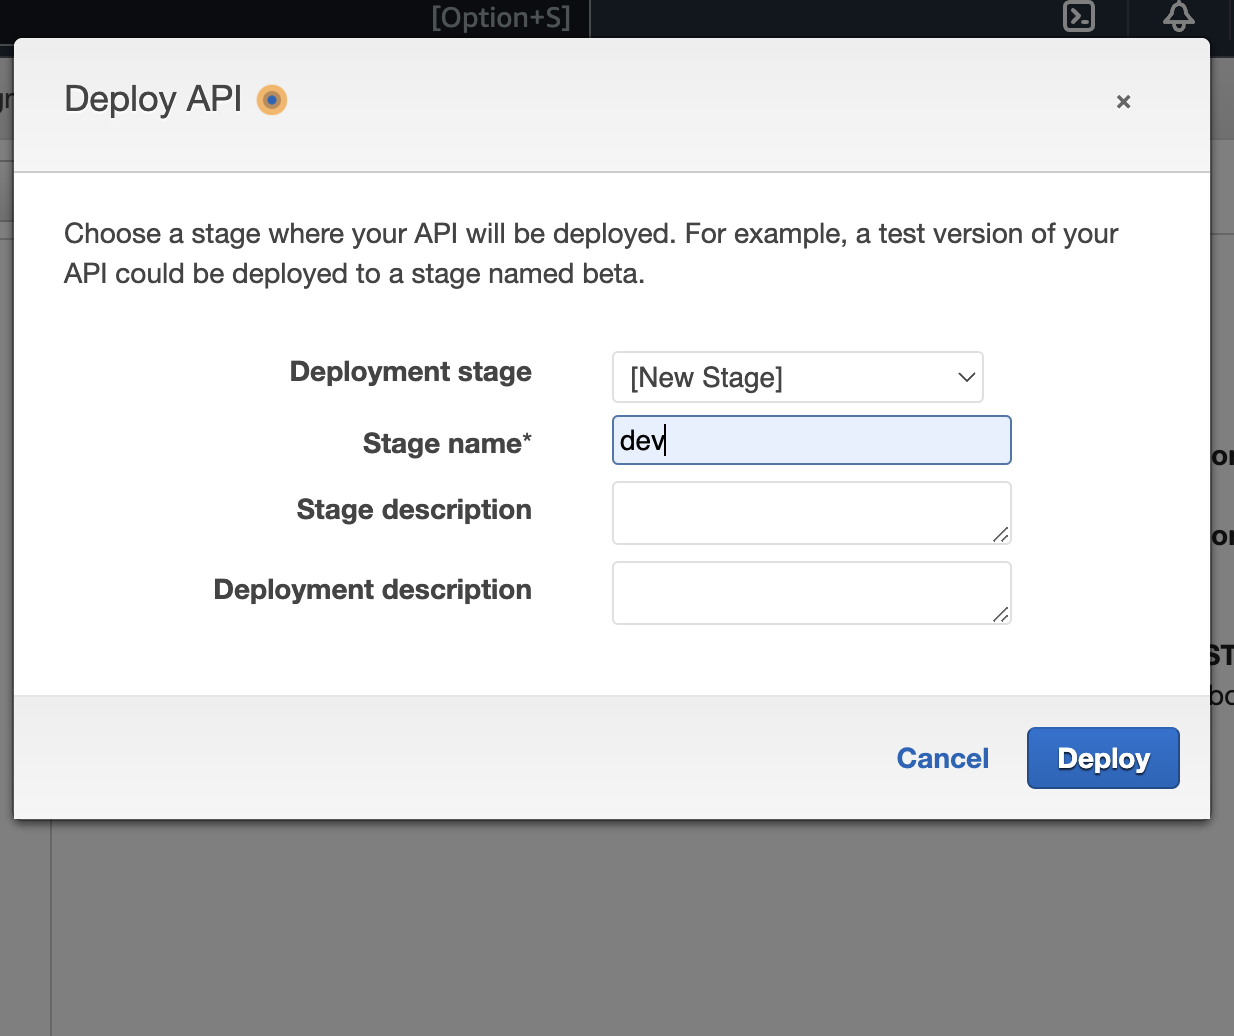 [Option+S]
Deploy API
×
Choose a stage where your API will be deployed. For example, a test version of your
API could be deployed to a stage named beta.
Deployment stage
[New Stage]
Stage name*
dev
Stage description
Deployment description
Cancel
Deploy